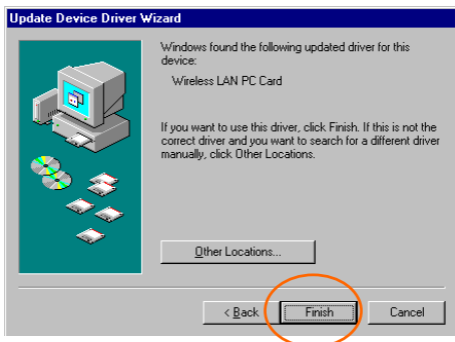 Update Device Driver Wizard
Windows found the following updated driver for this
device:
Wireless LAN PC Card
If you want to use this driver, click Finish. If this is not the
correct driver and you want to search for a different driver
manually, click Other Locations.
Other Locations...
< Back
Finish
Cancel